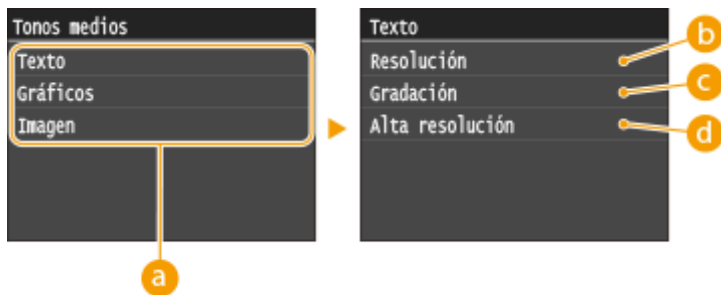 Tonos medios
Texto
Gráficos
Imagen
a
Texto
Resolución
Gradación
Alta resolución
b
c
d